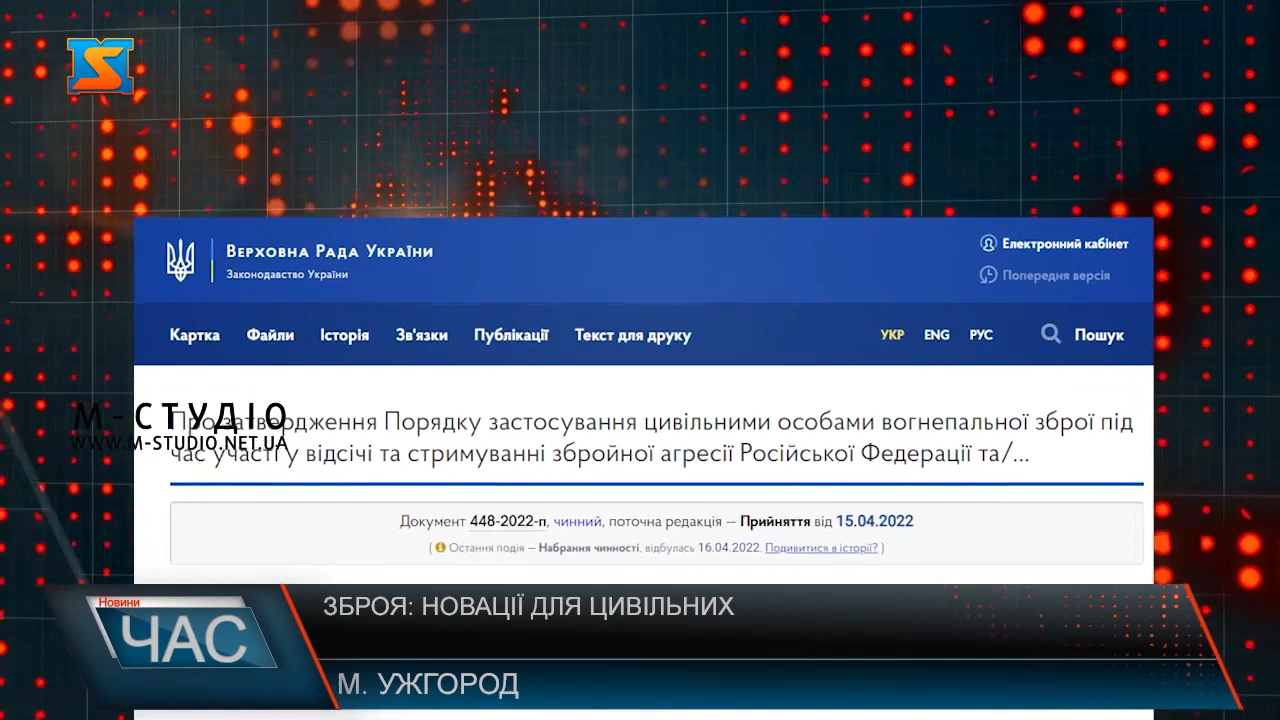 Верховна Рада України
Законодавство України
Електронний кабінет
Попередня версія
Картка Файли Історія Зв'язки Публікації Текст для друку УКР ENG РУС Пошук
М-СТУДІО
WWW.M-STUDIO.NET.UA
Про затвердження Порядку застосування цивільними особами вогнепальної зброї під
час участі у відсічі та стримуванні збройної агресії Російської Федерації та/...
Документ 448-2022-п, чинний, поточна редакція — Прийняття від 15.04.2022
( Остання подія — Набрання чинності, відбулась 16.04.2022. Подивитися в історії? )
Новини
ЧАС
ЗБРОЯ: НОВАЦІЇ ДЛЯ ЦИВІЛЬНИХ
М. УЖГОРОД